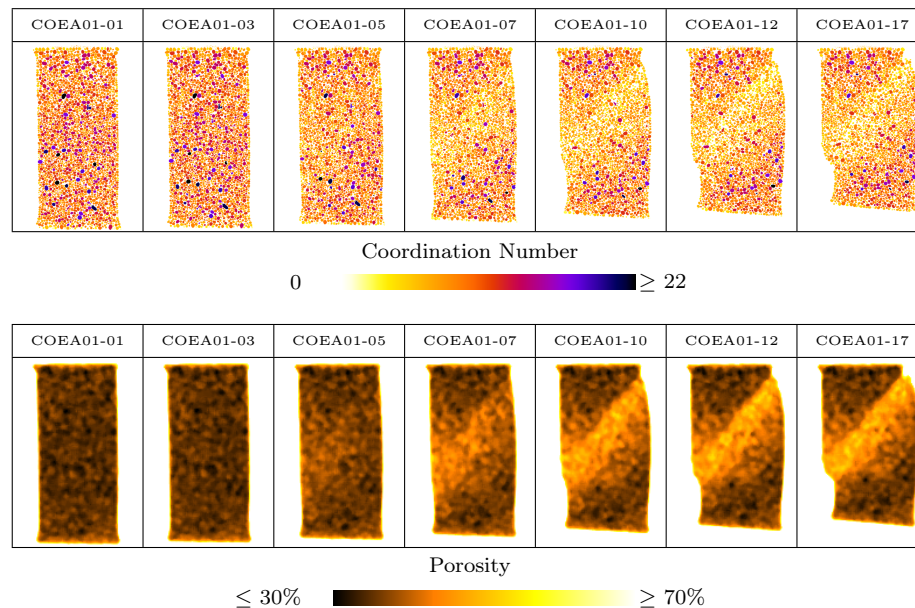 COEA01-01 COEA01-03 COEA01-05 COEA01-07 COEA01-10 COEA01-12 COEA01-17
Coordination Number
0 ≥ 22
COEA01-01 COEA01-03 COEA01-05 COEA01-07 COEA01-10 COEA01-12 COEA01-17
Porosity
≤ 30% ≥ 70%